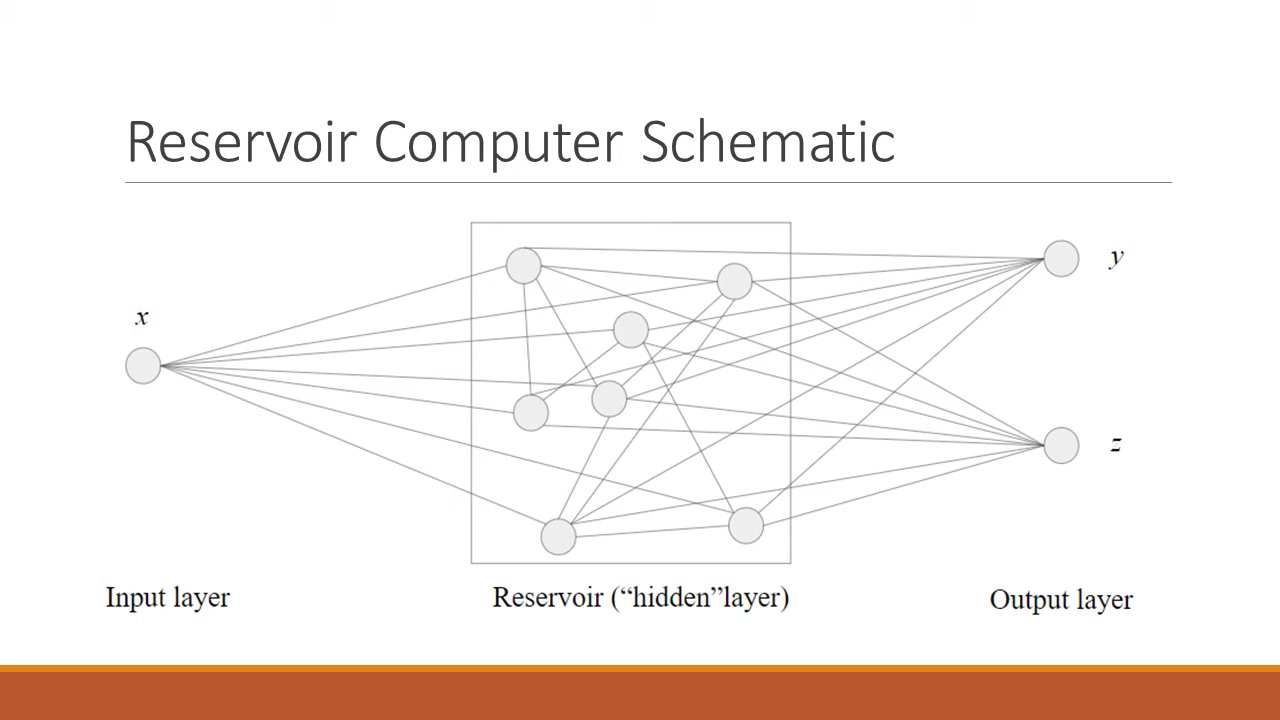 Reservoir Computer Schematic
x
y
z
Input layer
Reservoir (“hidden”layer)
Output layer